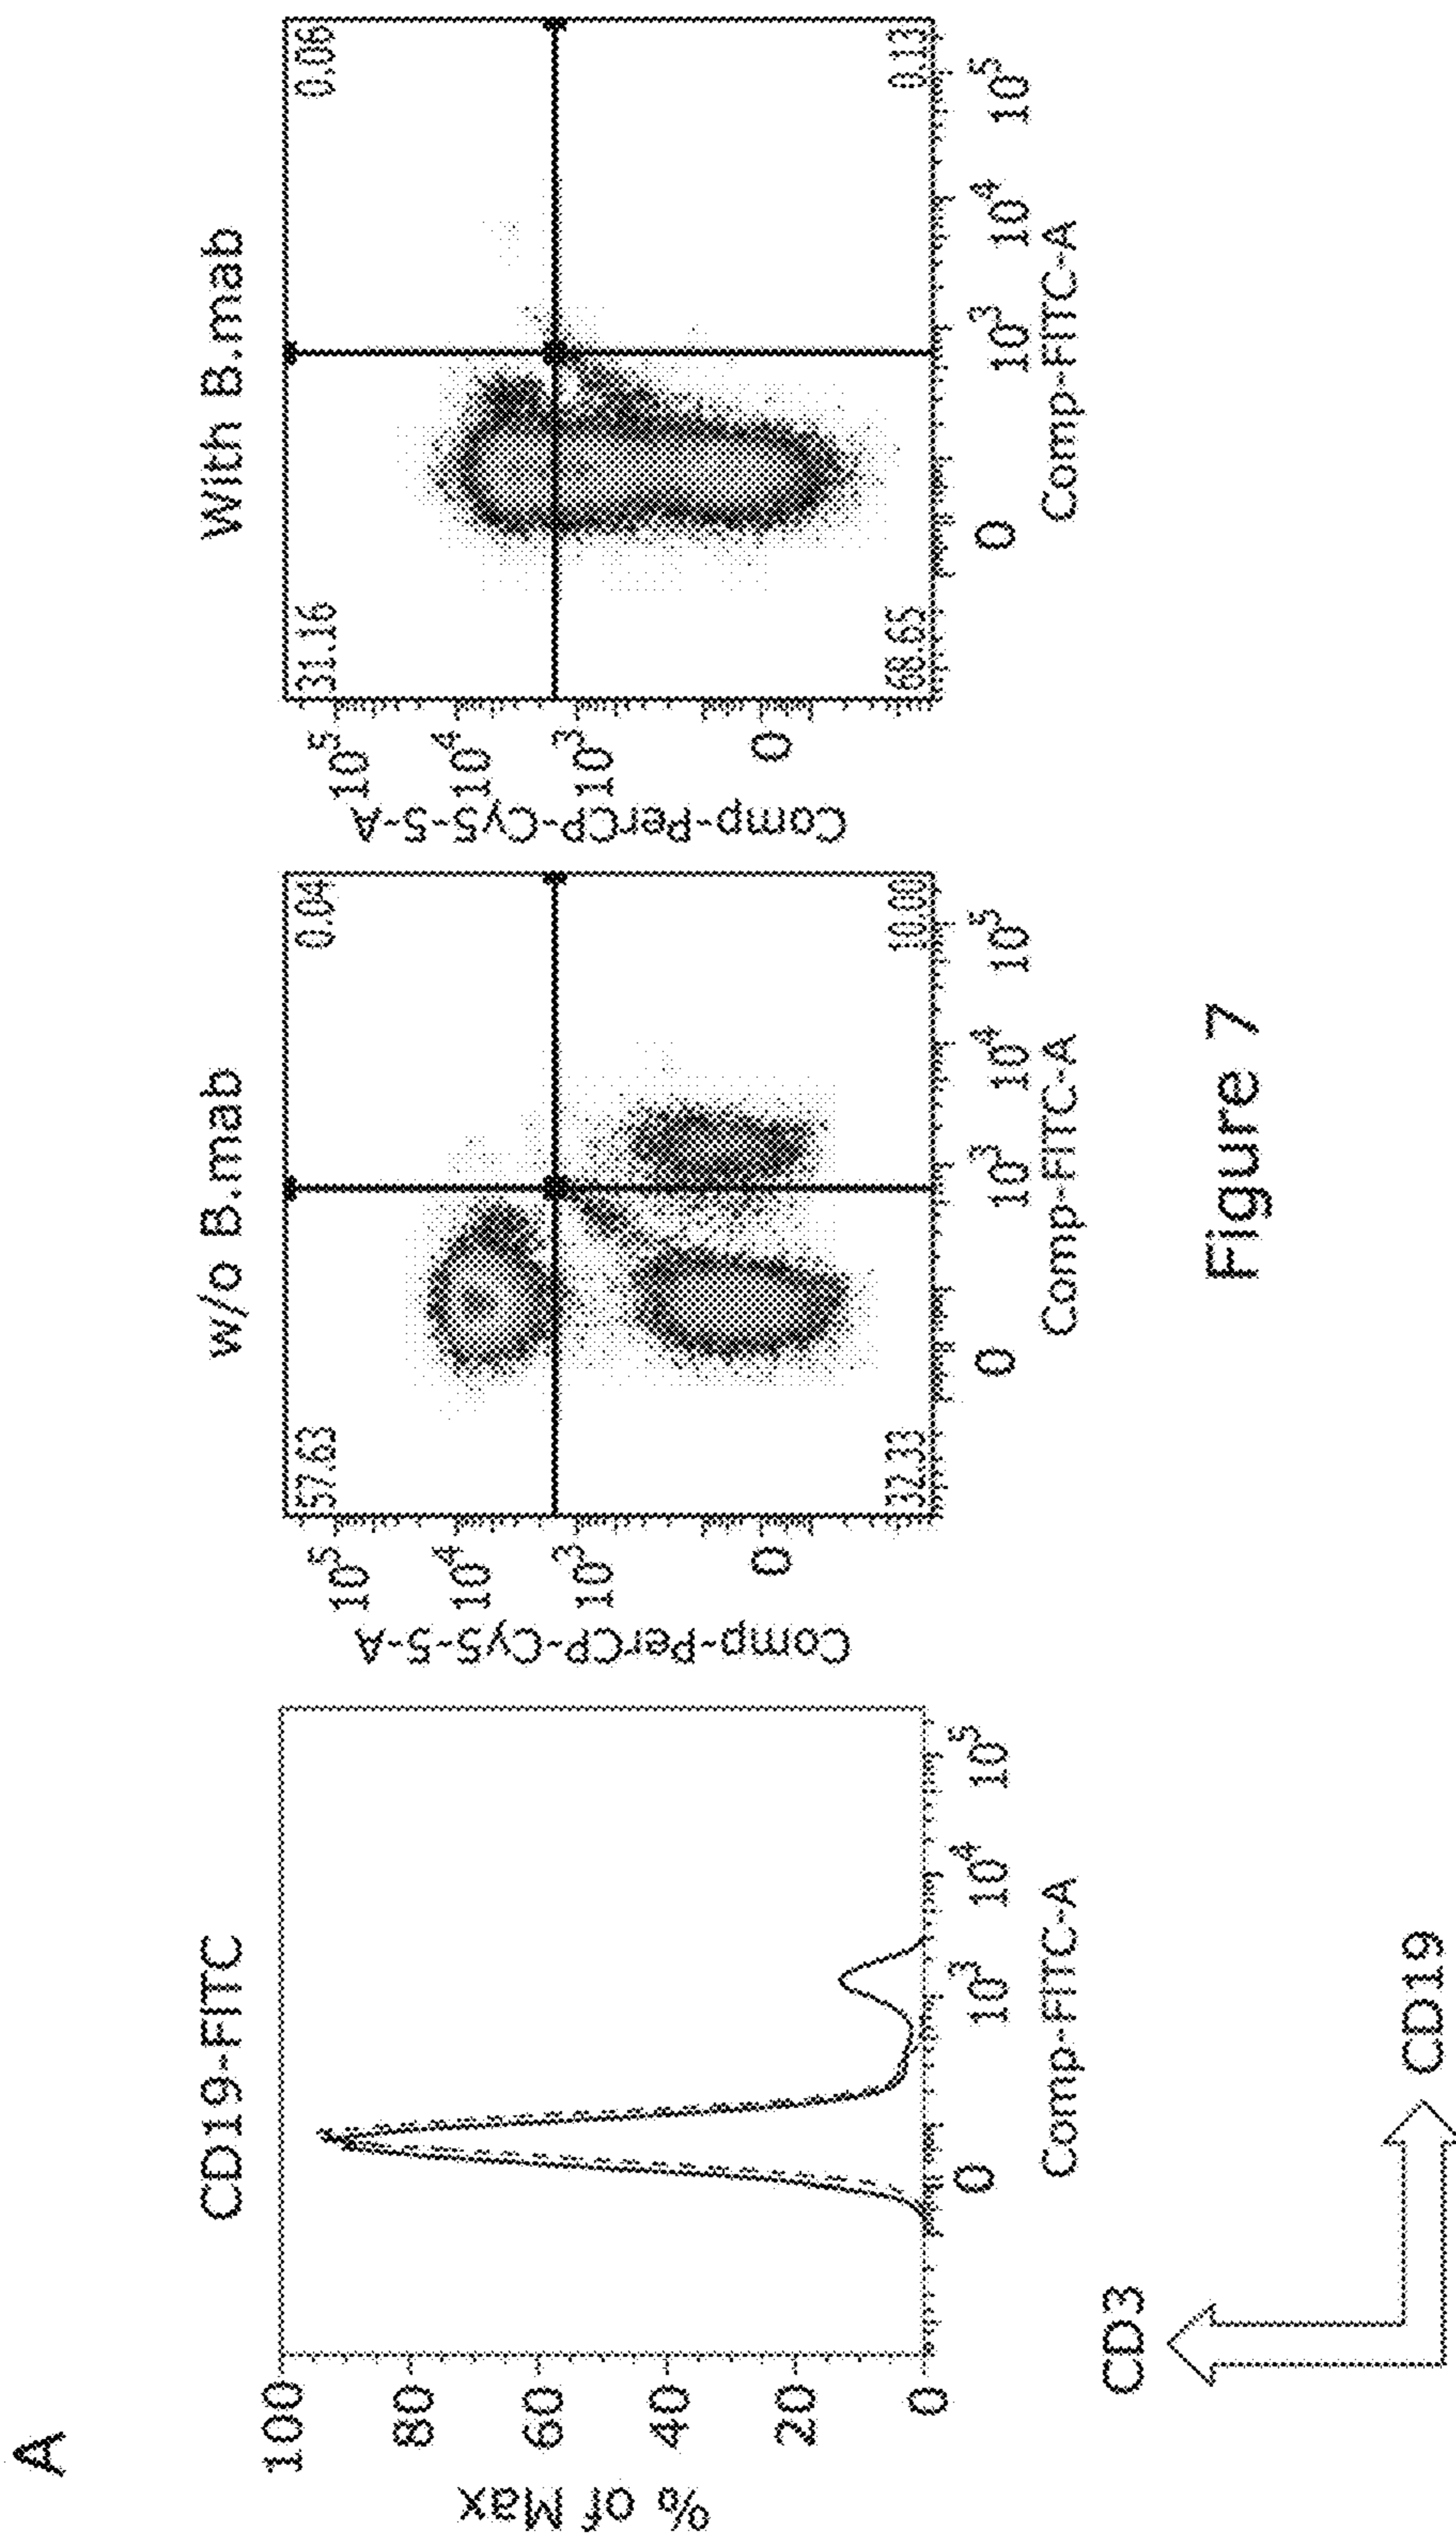 A
CD19-FITC
% of Max
100
80
60
40
20
0
0
10^3
10^4
10^5
Comp-FITC-A
w/o B.mab
Comp-PerCP-Cy5-5-A
10^5
10^4
10^3
0
57.63
0.04
32.33
10.00
0
10^3
10^4
10^5
Comp-FITC-A
With B.mab
Comp-PerCP-Cy5-5-A
10^5
10^4
10^3
0
31.16
0.06
68.65
0.13
0
10^3
10^4
10^5
Comp-FITC-A
CD3
CD19
Figure 7